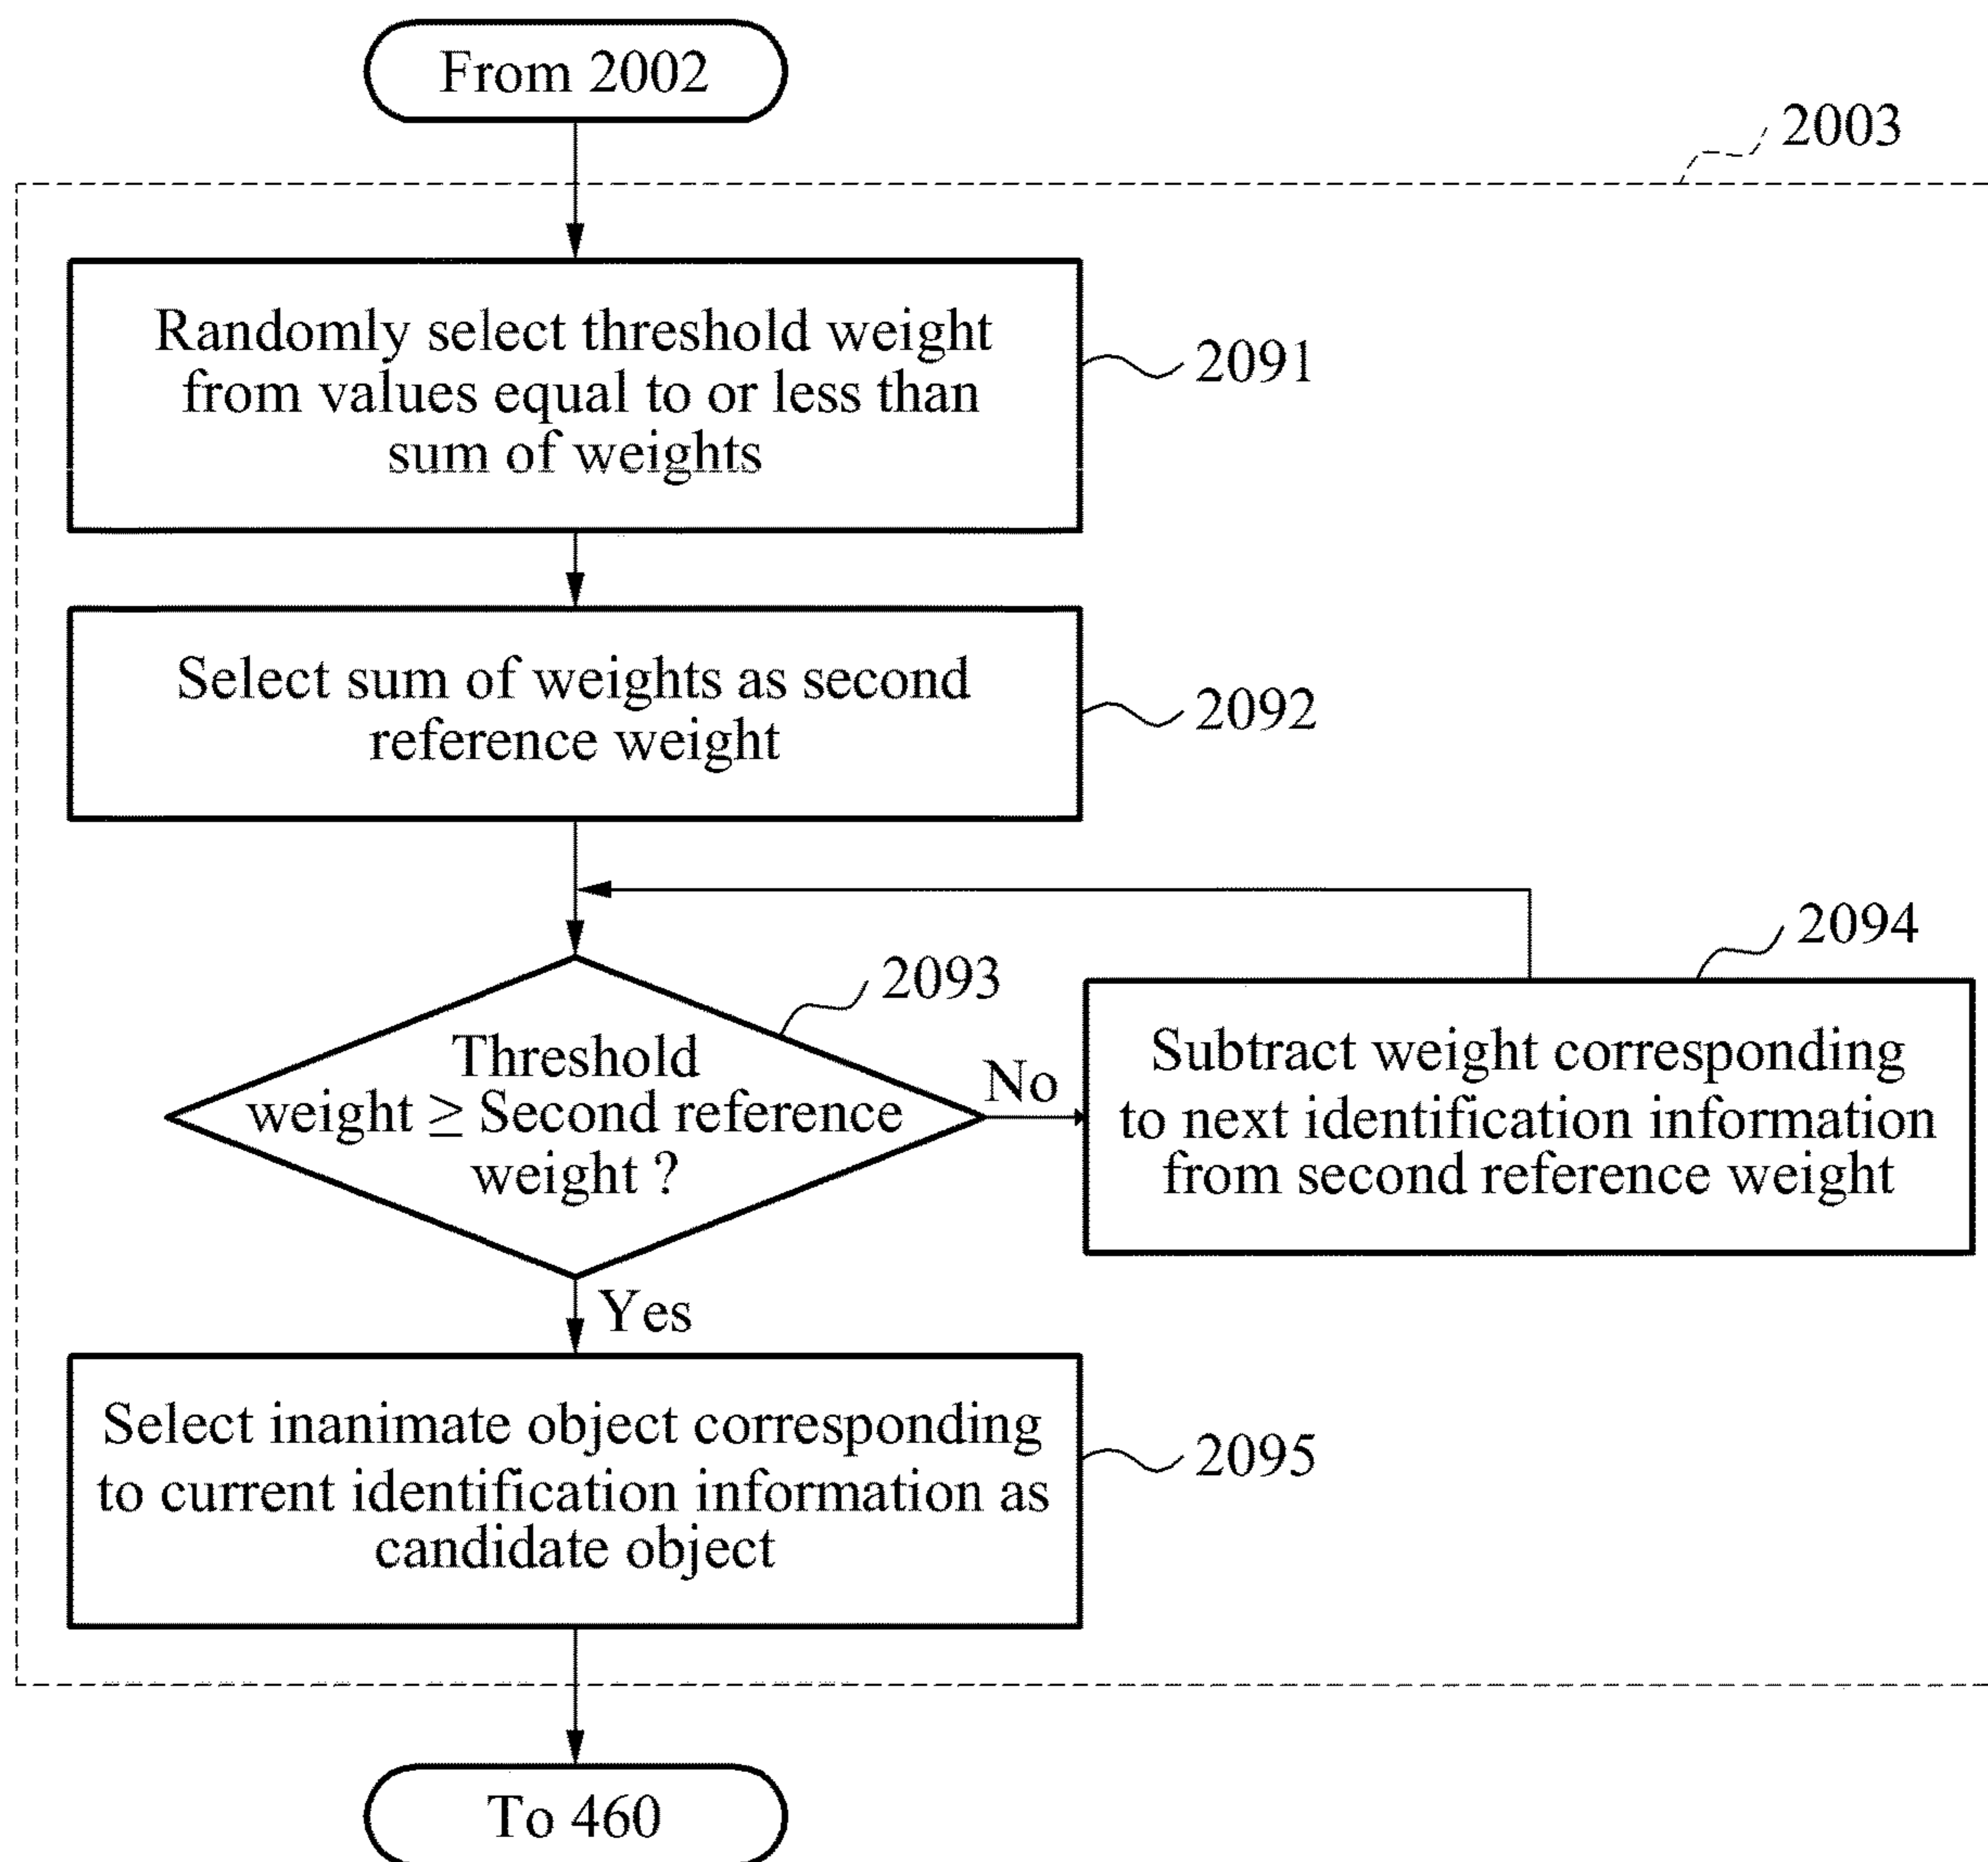 From 2002
2003
Randomly select threshold weight
from values equal to or less than
sum of weights
2091
Select sum of weights as second
reference weight
2092
2093
Threshold
weight ≥ Second reference
weight ?
No
2094
Subtract weight corresponding
to next identification information
from second reference weight
Yes
Select inanimate object corresponding
to current identification information as
candidate object
2095
To 460